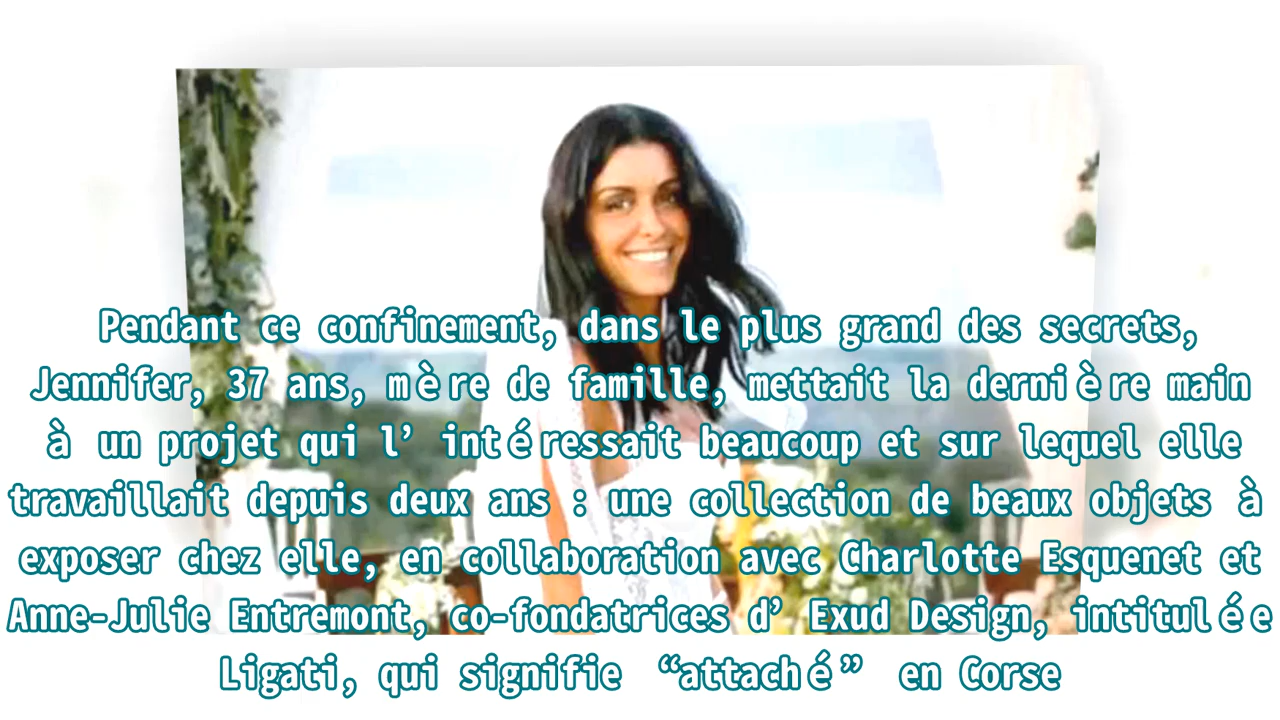 Pendant ce confinement, dans le plus grand des secrets,
Jennifer, 37 ans, mère de famille, mettait la dernière main
à un projet qui l’ intéressait beaucoup et sur lequel elle
travaillait depuis deux ans : une collection de beaux objets à
exposer chez elle, en collaboration avec Charlotte Esquenet et
Anne-Julie Entremont, co-fondatrices d’ Exud Design, intitulée
Ligati, qui signifie “attaché” en Corse